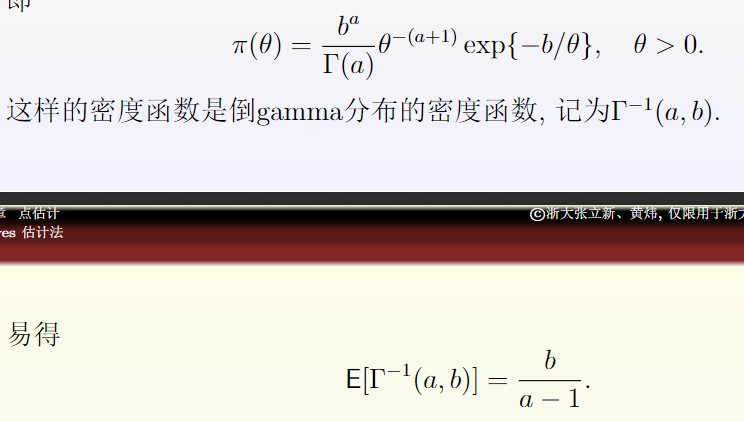 即
π(θ) = b^a / Γ(a) θ^{-(a+1)} exp{-b/θ}, θ > 0.
这样的密度函数是倒gamma分布的密度函数, 记为Γ^{-1}(a, b).
章 点估计
©浙大张立新、黄炜, 仅限用于浙大
yes 估计法
易得
E[Γ^{-1}(a, b)] = b / (a − 1).